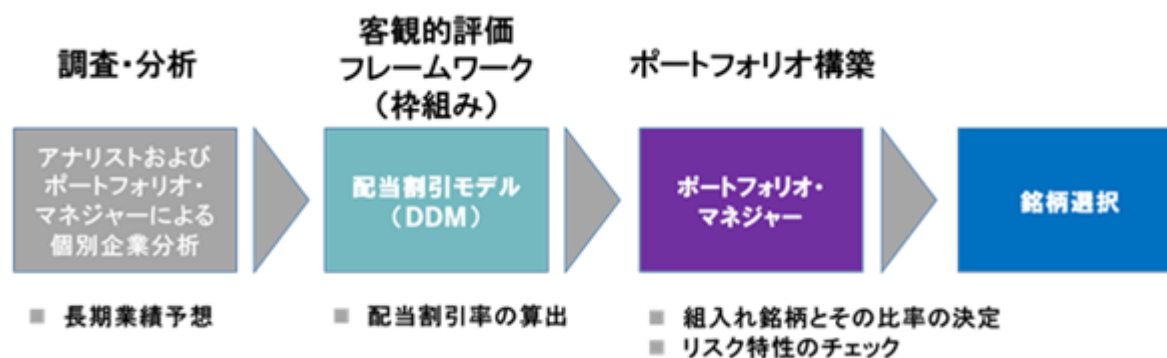 調査・分析
客観的評価
フレームワーク
（枠組み）
ポートフォリオ構築
アナリストおよび
ポートフォリオ・
マネジャーによる
個別企業分析
配当割引モデル
（DDM）
ポートフォリオ・
マネジャー
銘柄選択
■ 長期業績予想
■ 配当割引率の算出
■ 組入れ銘柄とその比率の決定
■ リスク特性のチェック